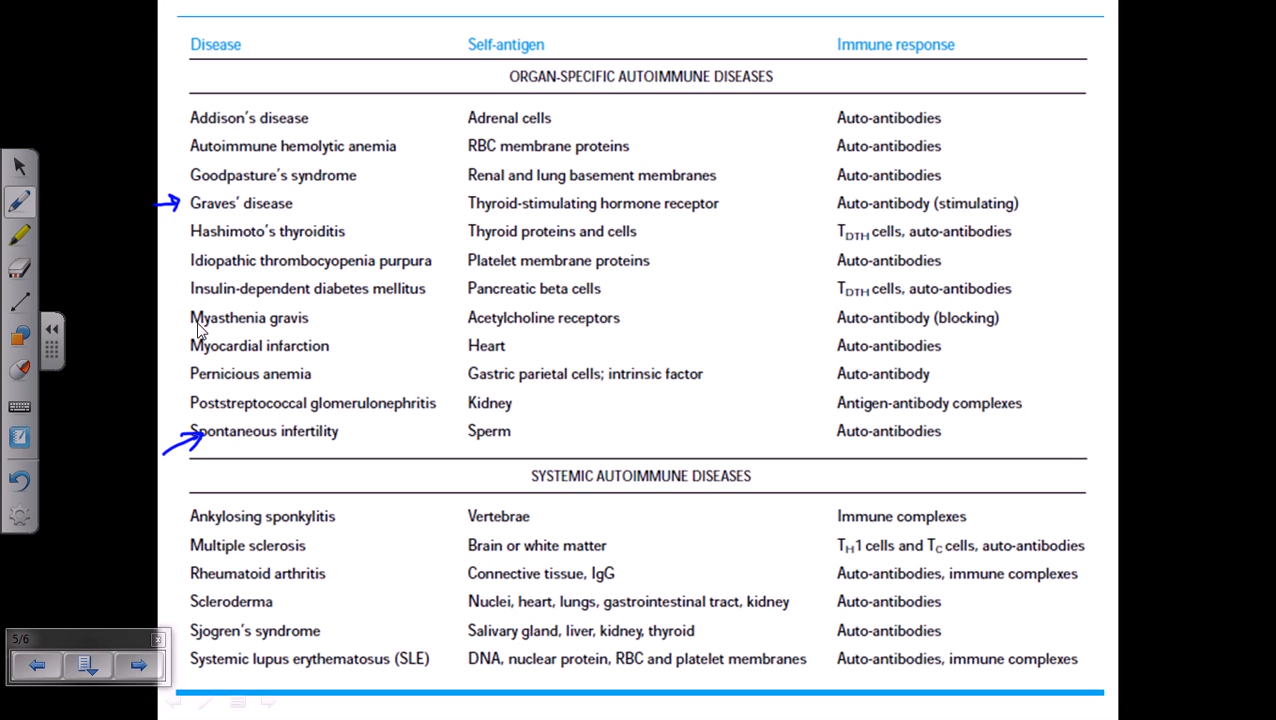 Disease Self-antigen Immune response
ORGAN-SPECIFIC AUTOIMMUNE DISEASES
Addison's disease Adrenal cells Auto-antibodies
Autoimmune hemolytic anemia RBC membrane proteins Auto-antibodies
Goodpasture's syndrome Renal and lung basement membranes Auto-antibodies
Graves' disease Thyroid-stimulating hormone receptor Auto-antibody (stimulating)
Hashimoto's thyroiditis Thyroid proteins and cells TDTH cells, auto-antibodies
Idiopathic thrombocyopenia purpura Platelet membrane proteins Auto-antibodies
Insulin-dependent diabetes mellitus Pancreatic beta cells TDTH cells, auto-antibodies
Myasthenia gravis Acetylcholine receptors Auto-antibody (blocking)
Myocardial infarction Heart Auto-antibodies
Pernicious anemia Gastric parietal cells; intrinsic factor Auto-antibody
Poststreptococcal glomerulonephritis Kidney Antigen-antibody complexes
Spontaneous infertility Sperm Auto-antibodies
SYSTEMIC AUTOIMMUNE DISEASES
Ankylosing sponkylitis Vertebrae Immune complexes
Multiple sclerosis Brain or white matter TH1 cells and TC cells, auto-antibodies
Rheumatoid arthritis Connective tissue, IgG Auto-antibodies, immune complexes
Scleroderma Nuclei, heart, lungs, gastrointestinal tract, kidney Auto-antibodies
Sjogren's syndrome Salivary gland, liver, kidney, thyroid Auto-antibodies
Systemic lupus erythematosus (SLE) DNA, nuclear protein, RBC and platelet membranes Auto-antibodies, immune complexes
5/6